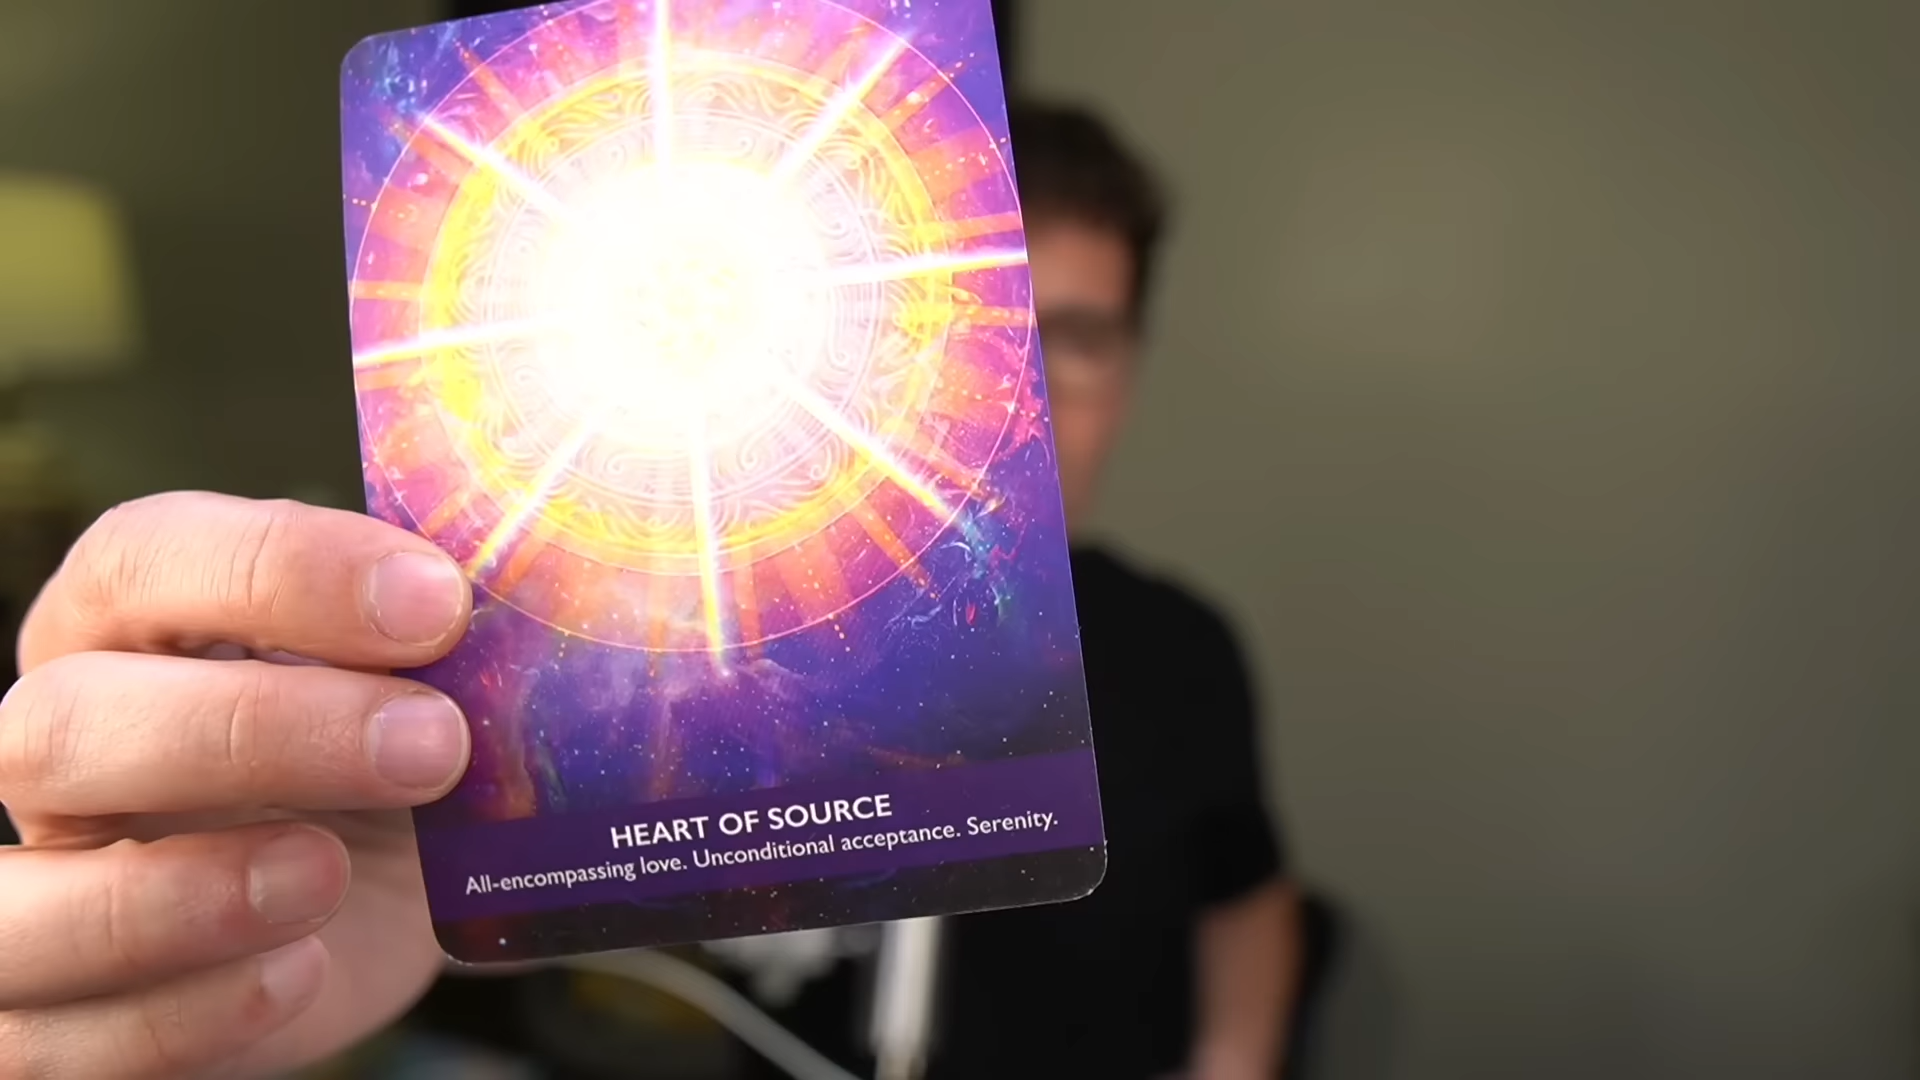 HEART OF SOURCE
All-encompassing love. Unconditional acceptance. Serenity.